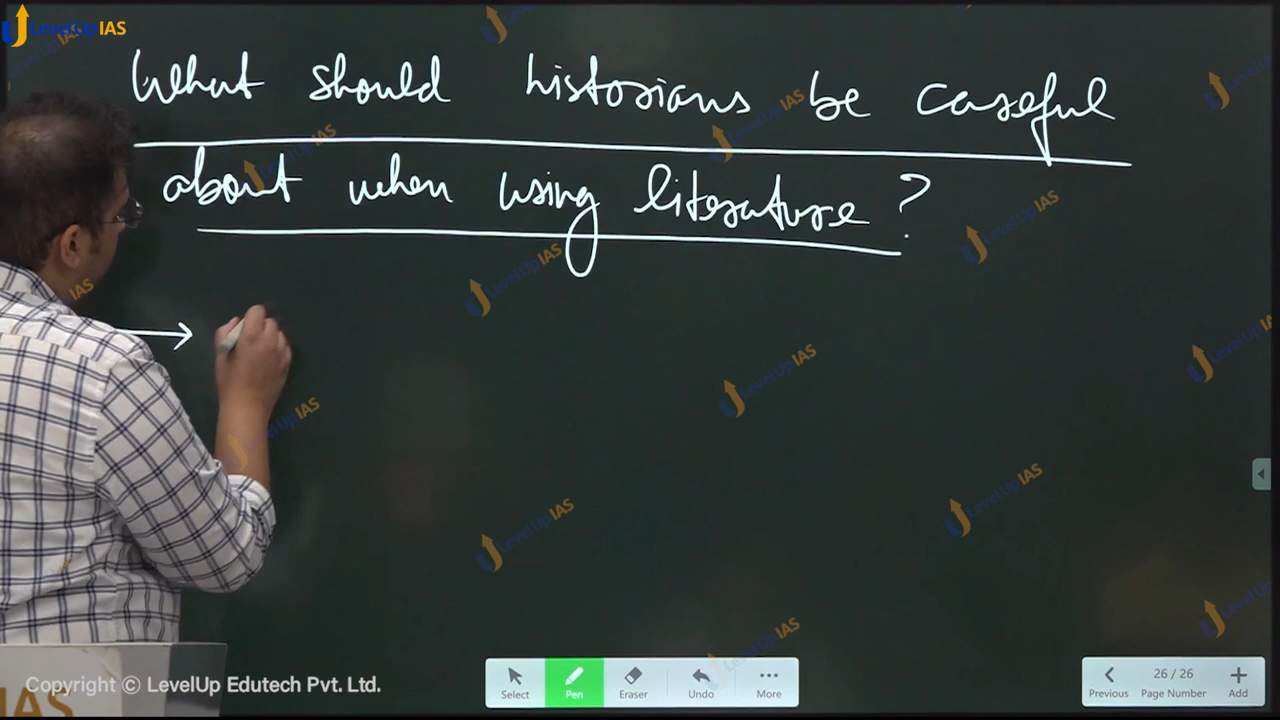 LevelUp IAS
What should historians be careful
about when using literature?
Copyright © LevelUp Edutech Pvt. Ltd.
IAS
Select Pen Eraser Undo More
26 / 26
Previous Page Number Add